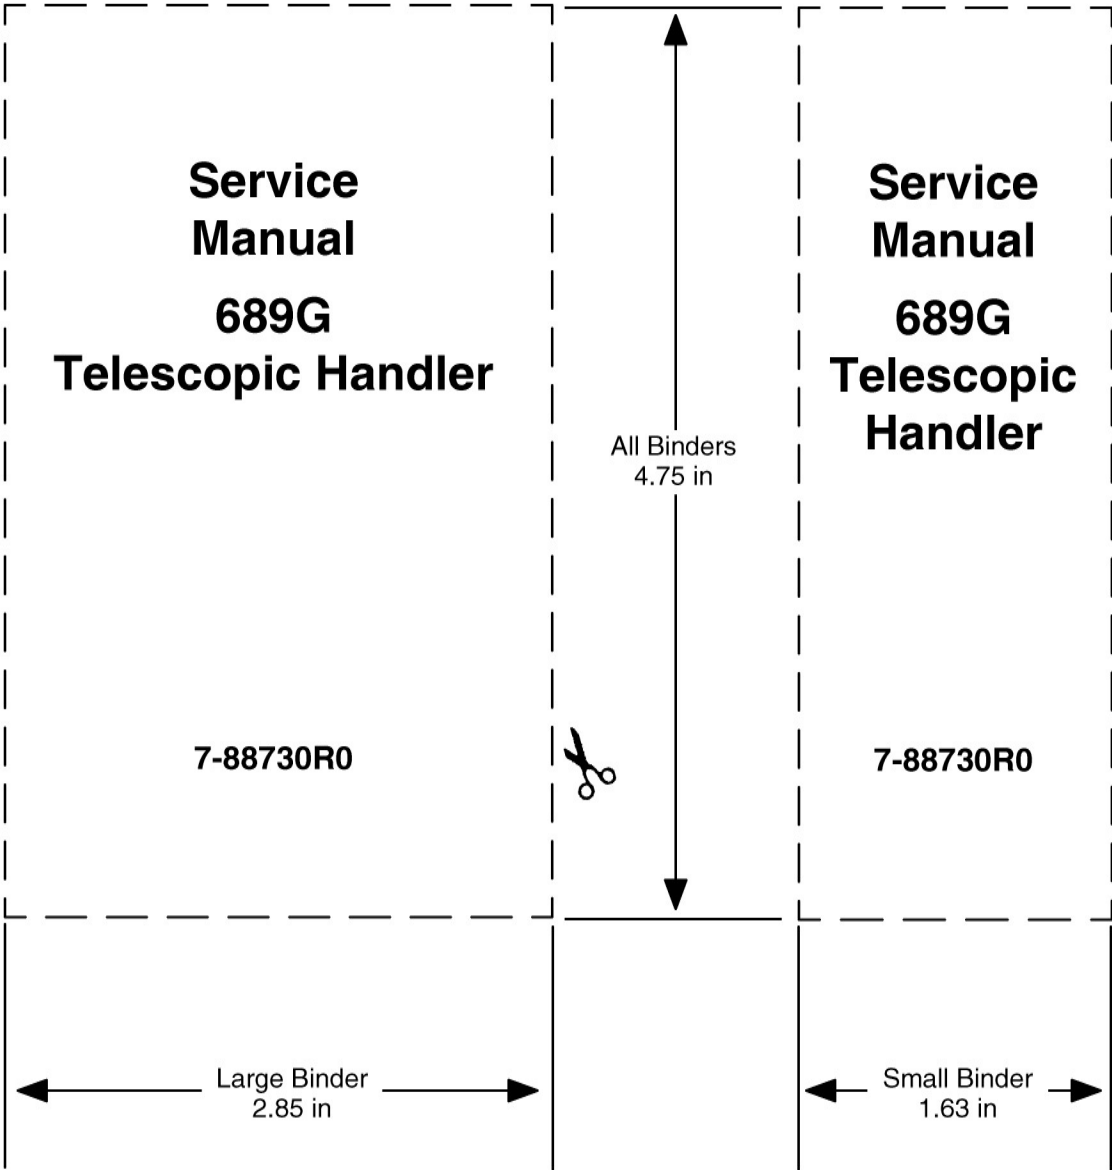 Service
Manual
689G
Telescopic Handler
7-88730R0
Large Binder
2.85 in
All Binders
4.75 in
Service
Manual
689G
Telescopic
Handler
7-88730R0
Small Binder
1.63 in